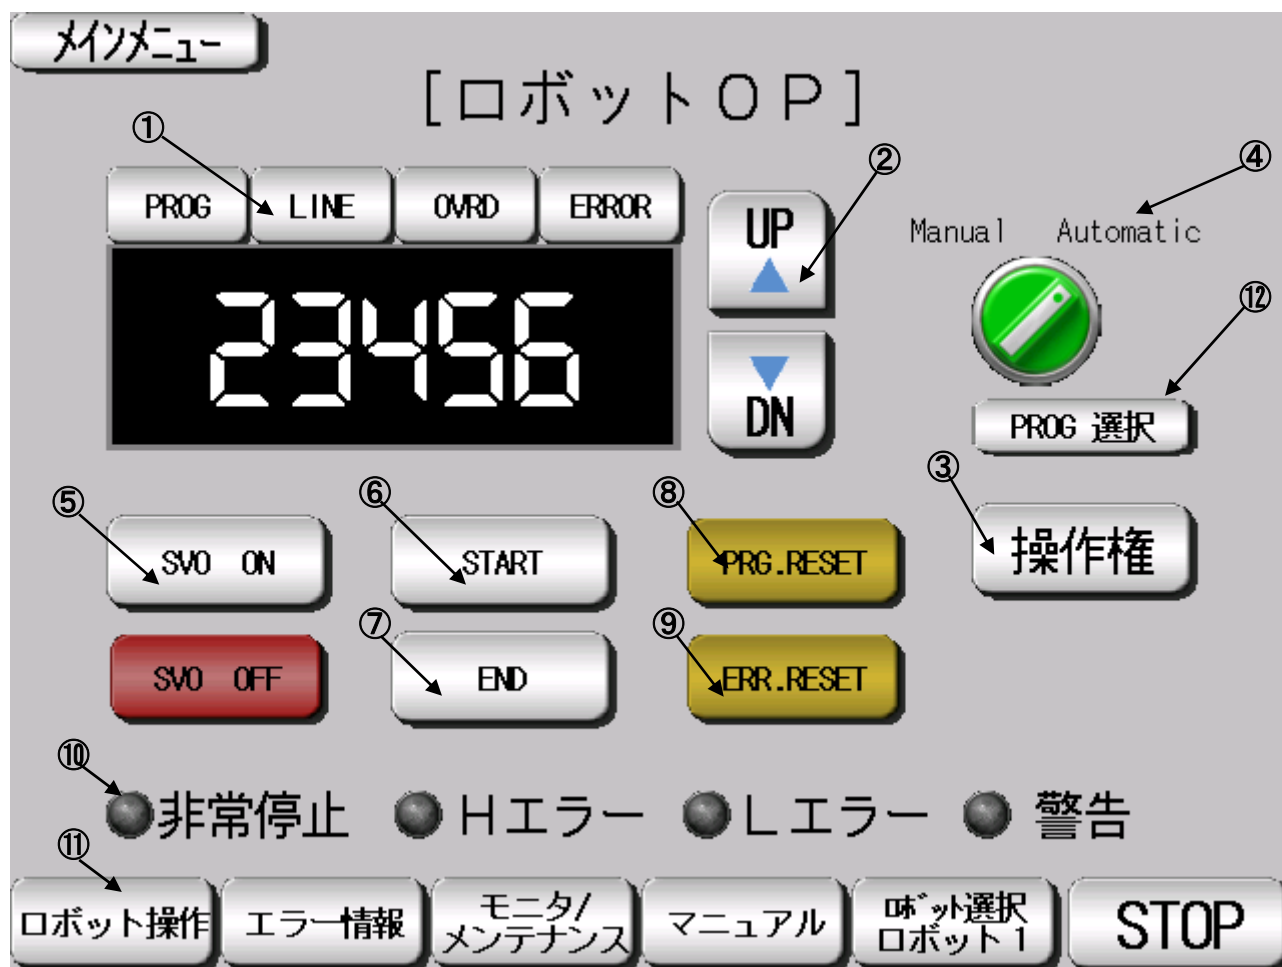 メインメニュー
[ロボットOP]
①
②
④
PROG LINE OVRD ERROR
UP
Manual Automatic
⑫
23456
DN
PROG 選択
③
⑤
⑥
⑧
SVO ON
START
PRG.RESET
操作権
⑦
⑨
SVO OFF
END
ERR.RESET
⑩
非常停止 Hエラー Lエラー 警告
⑪
ロボット操作
エラー情報
モニタ/
メンテナンス
マニュアル
ロボット選択
ロボット1
STOP